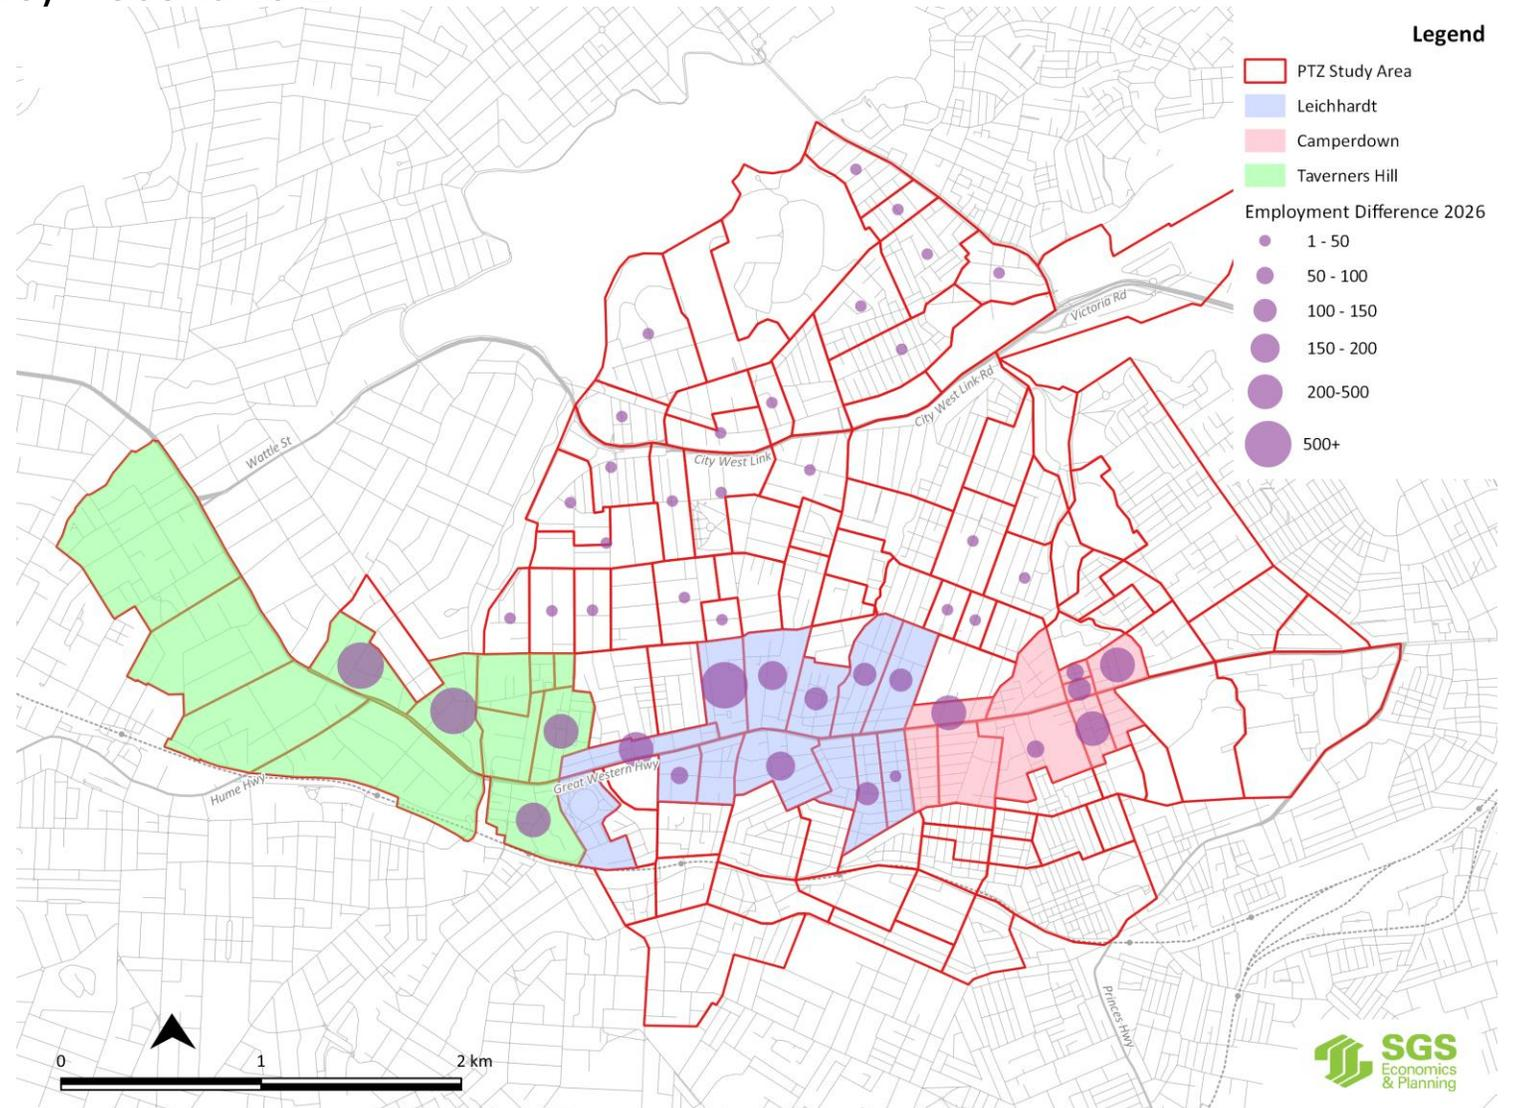 Legend
PTZ Study Area
Leichhardt
Camperdown
Taverners Hill
Employment Difference 2026
1 - 50
50 - 100
100 - 150
150 - 200
200-500
500+
Victoria Rd
City West Link Rd
Wattle St
City West Link
Great Western Hwy
Hume Hwy
Princes Hwy
0 1 2 km
SGS
Economics
& Planning